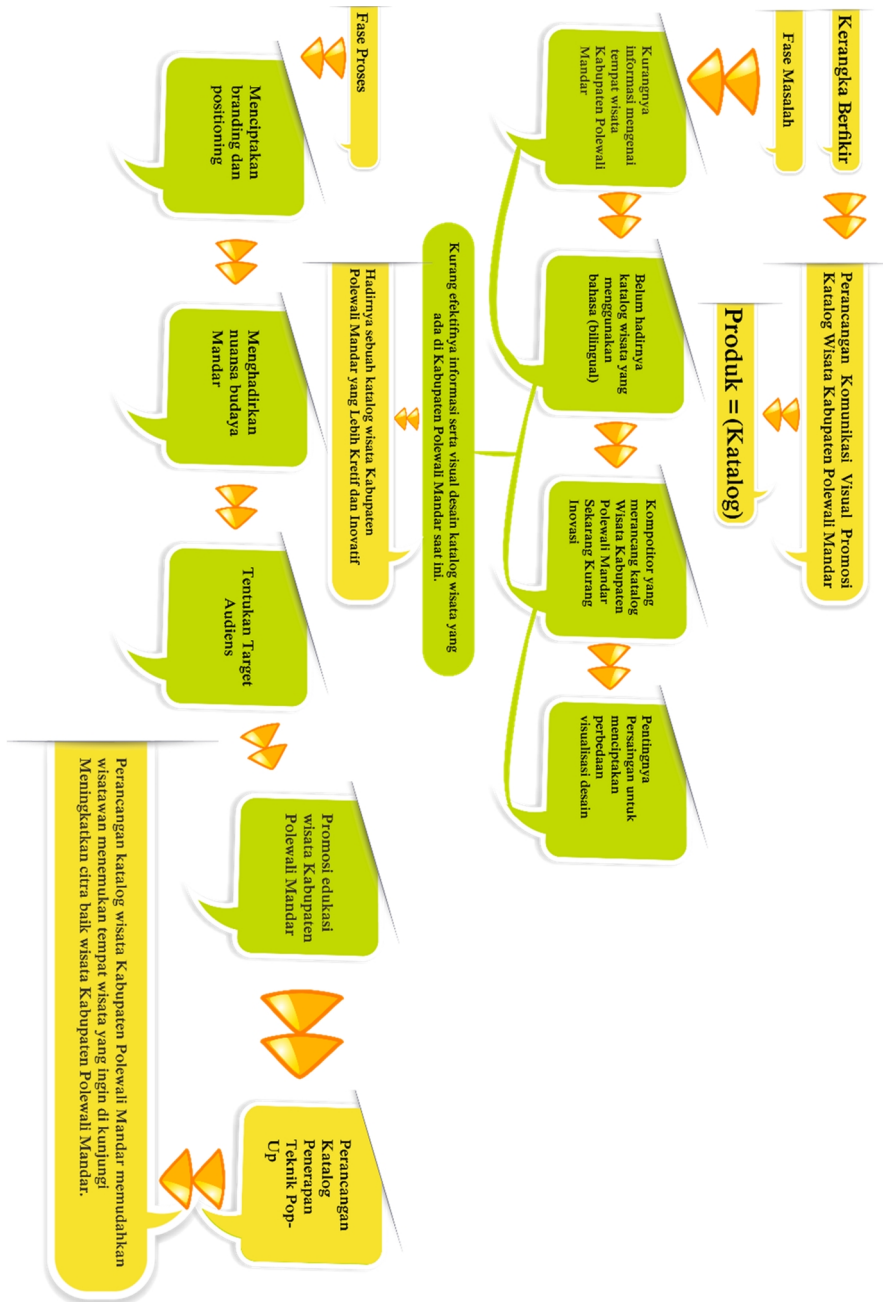 Kerangka Berfikir
Perancangan Komunikasi Visual Promosi
Katalog Wisata Kabupaten Polewali Mandar
Fase Masalah
Produk = (Katalog)
Kurangnya
informasi mengenai
tempat wisata
Kabupaten Polewali
Mandar
Belum hadirnya
katalog wisata yang
menggunakan
bahasa (bilingual)
Kompotitor yang
merancang katalog
Wisata Kabupaten
Polewali Mandar
Sekarang Kurang
Inovasi
Pentingnya
Persaingan untuk
menciptakan
perbedaan
visualisasi desain
Kurang efektifnya informasi serta visual desain katalog wisata yang
ada di Kabupaten Polewali Mandar saat ini.
Hadirnya sebuah katalog wisata Kabupaten
Polewali Mandar yang Lebih Kretif dan Inovatif
Fase Proses
Menciptakan
branding dan
positioning
Menghadirkan
nuansa budaya
Mandar
Tentukan Target
Audiens
Promosi edukasi
wisata Kabupaten
Polewali Mandar
Perancangan
Katalog
Penerapan
Teknik Pop-
Up
Perancangan katalog wisata Kabupaten Polewali Mandar memudahkan
wisatawan menemukan tempat wisata yang ingin di kunjungi
Meningkatkan citra baik wisata Kabupaten Polewali Mandar.